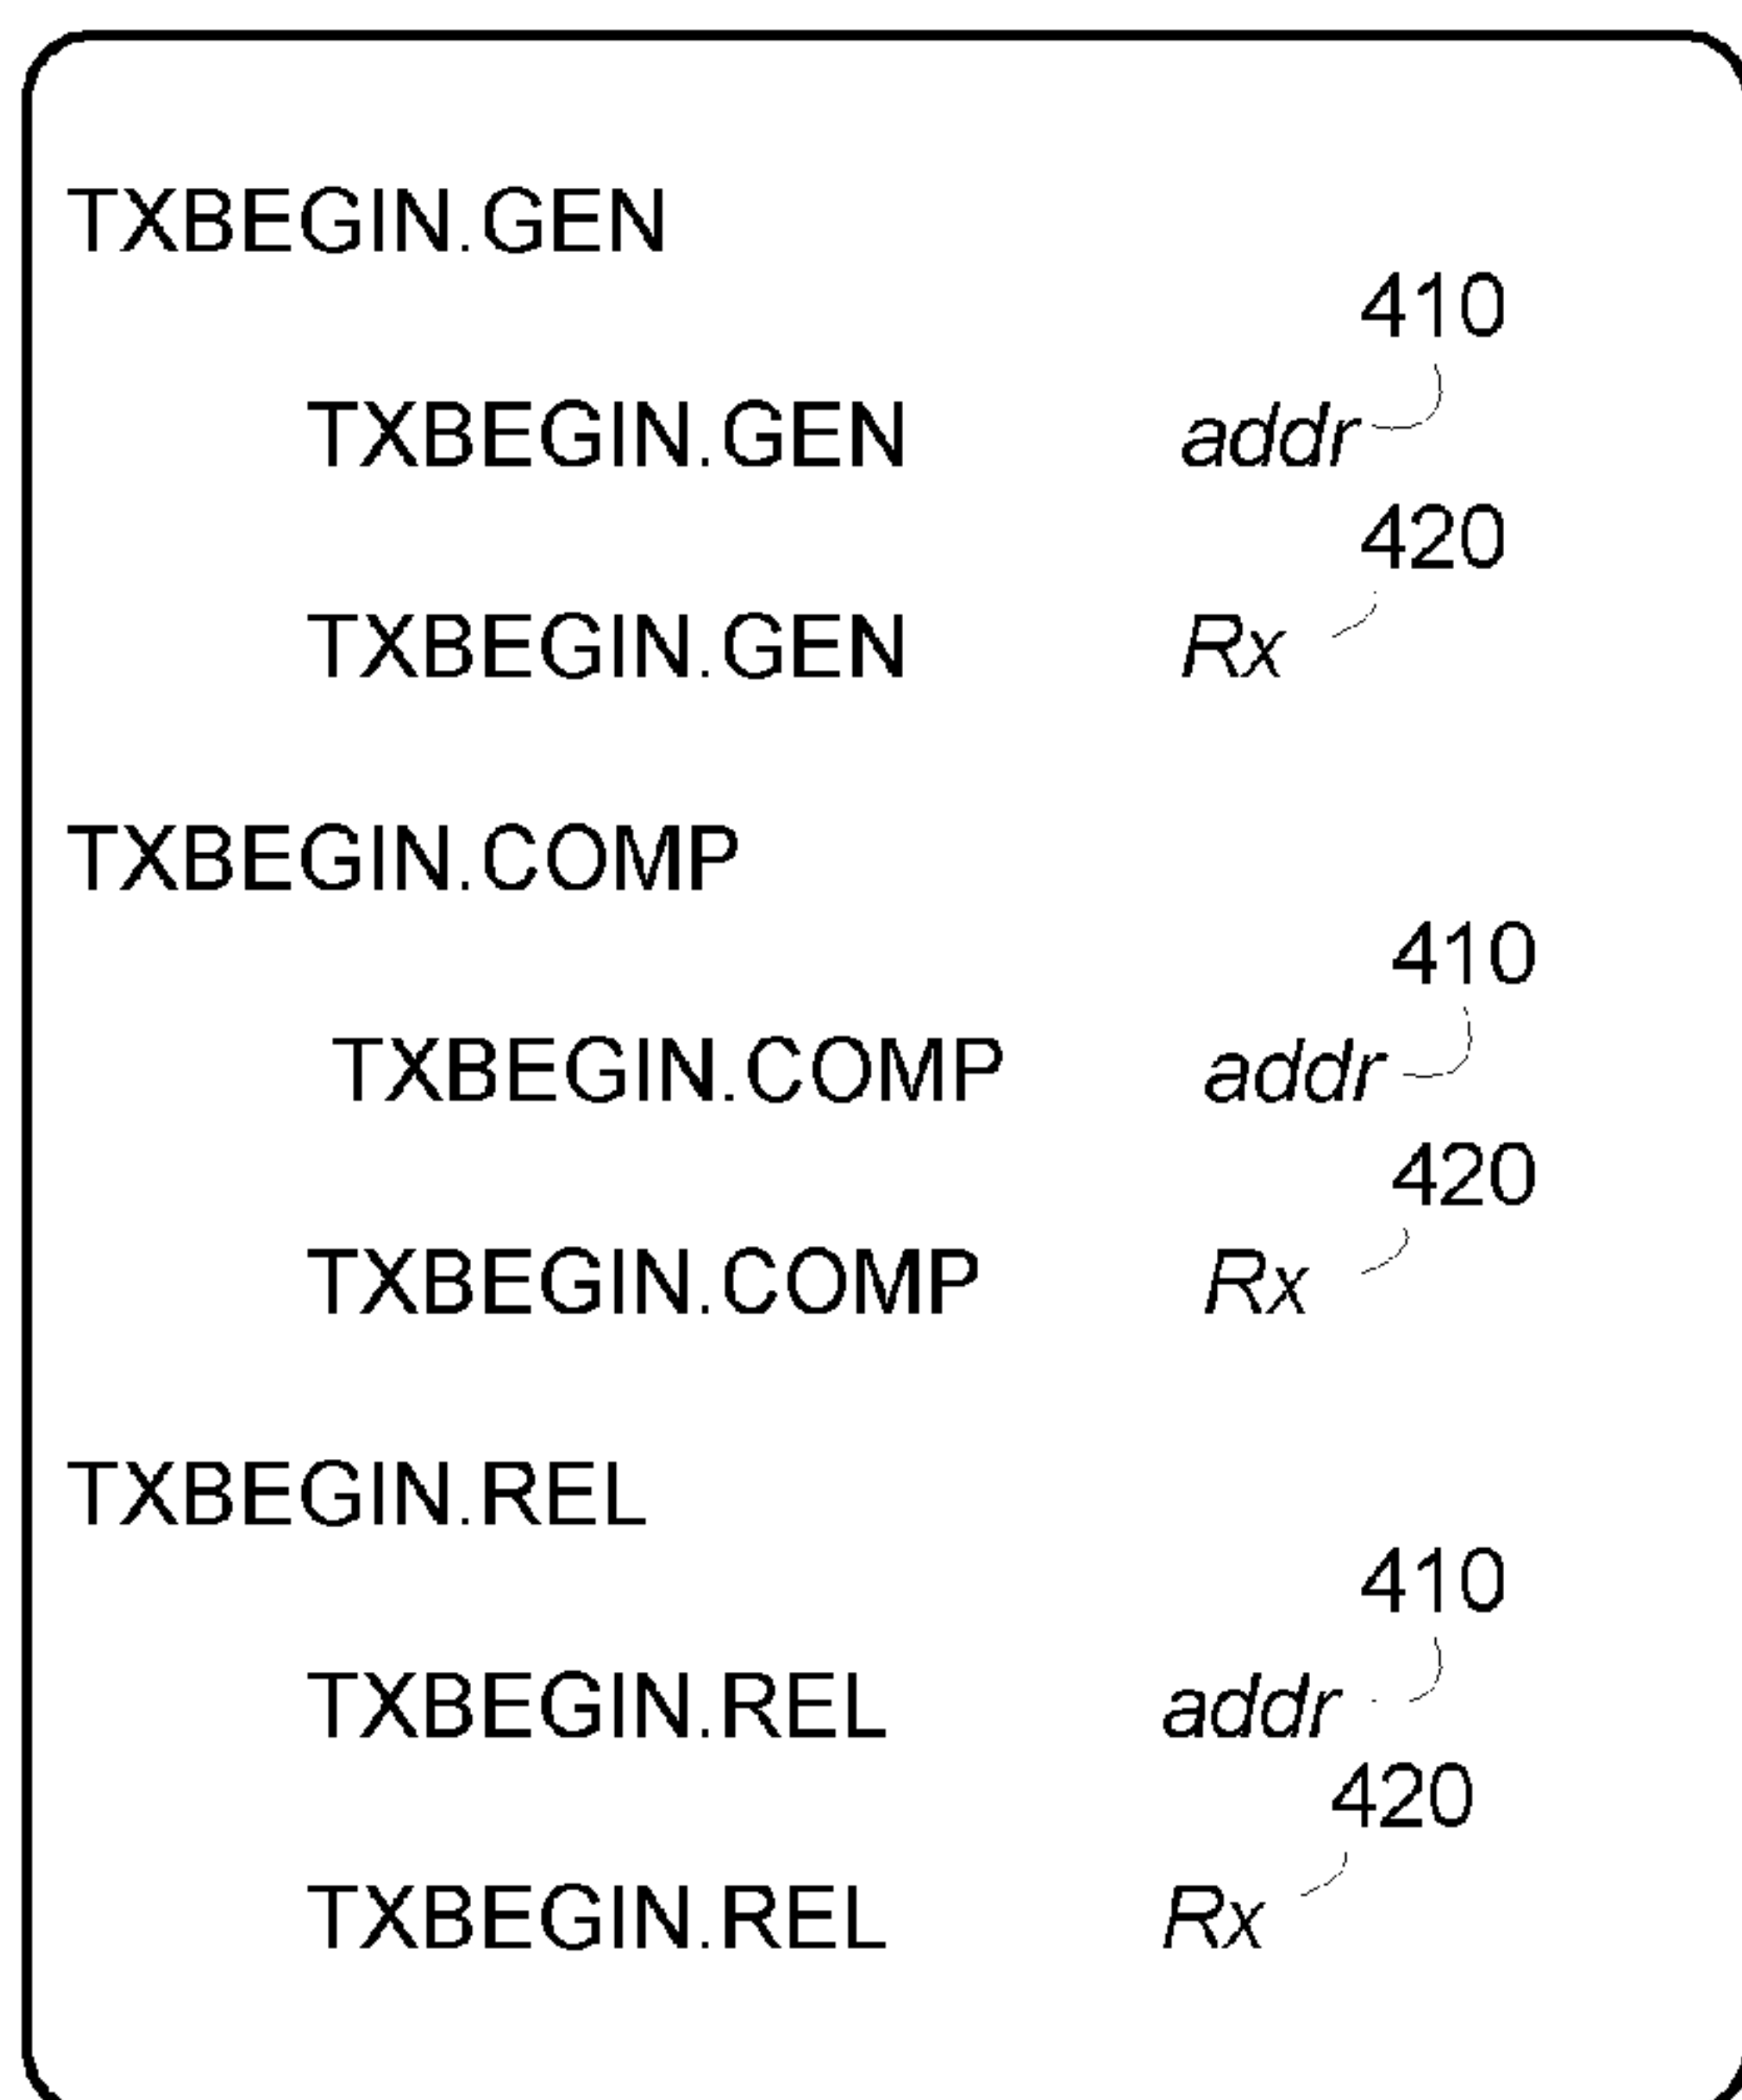 TXBEGIN.GEN
410
TXBEGIN.GEN addr
420
TXBEGIN.GEN Rx
TXBEGIN.COMP
410
TXBEGIN.COMP addr
420
TXBEGIN.COMP Rx
TXBEGIN.REL
410
TXBEGIN.REL addr
420
TXBEGIN.REL Rx